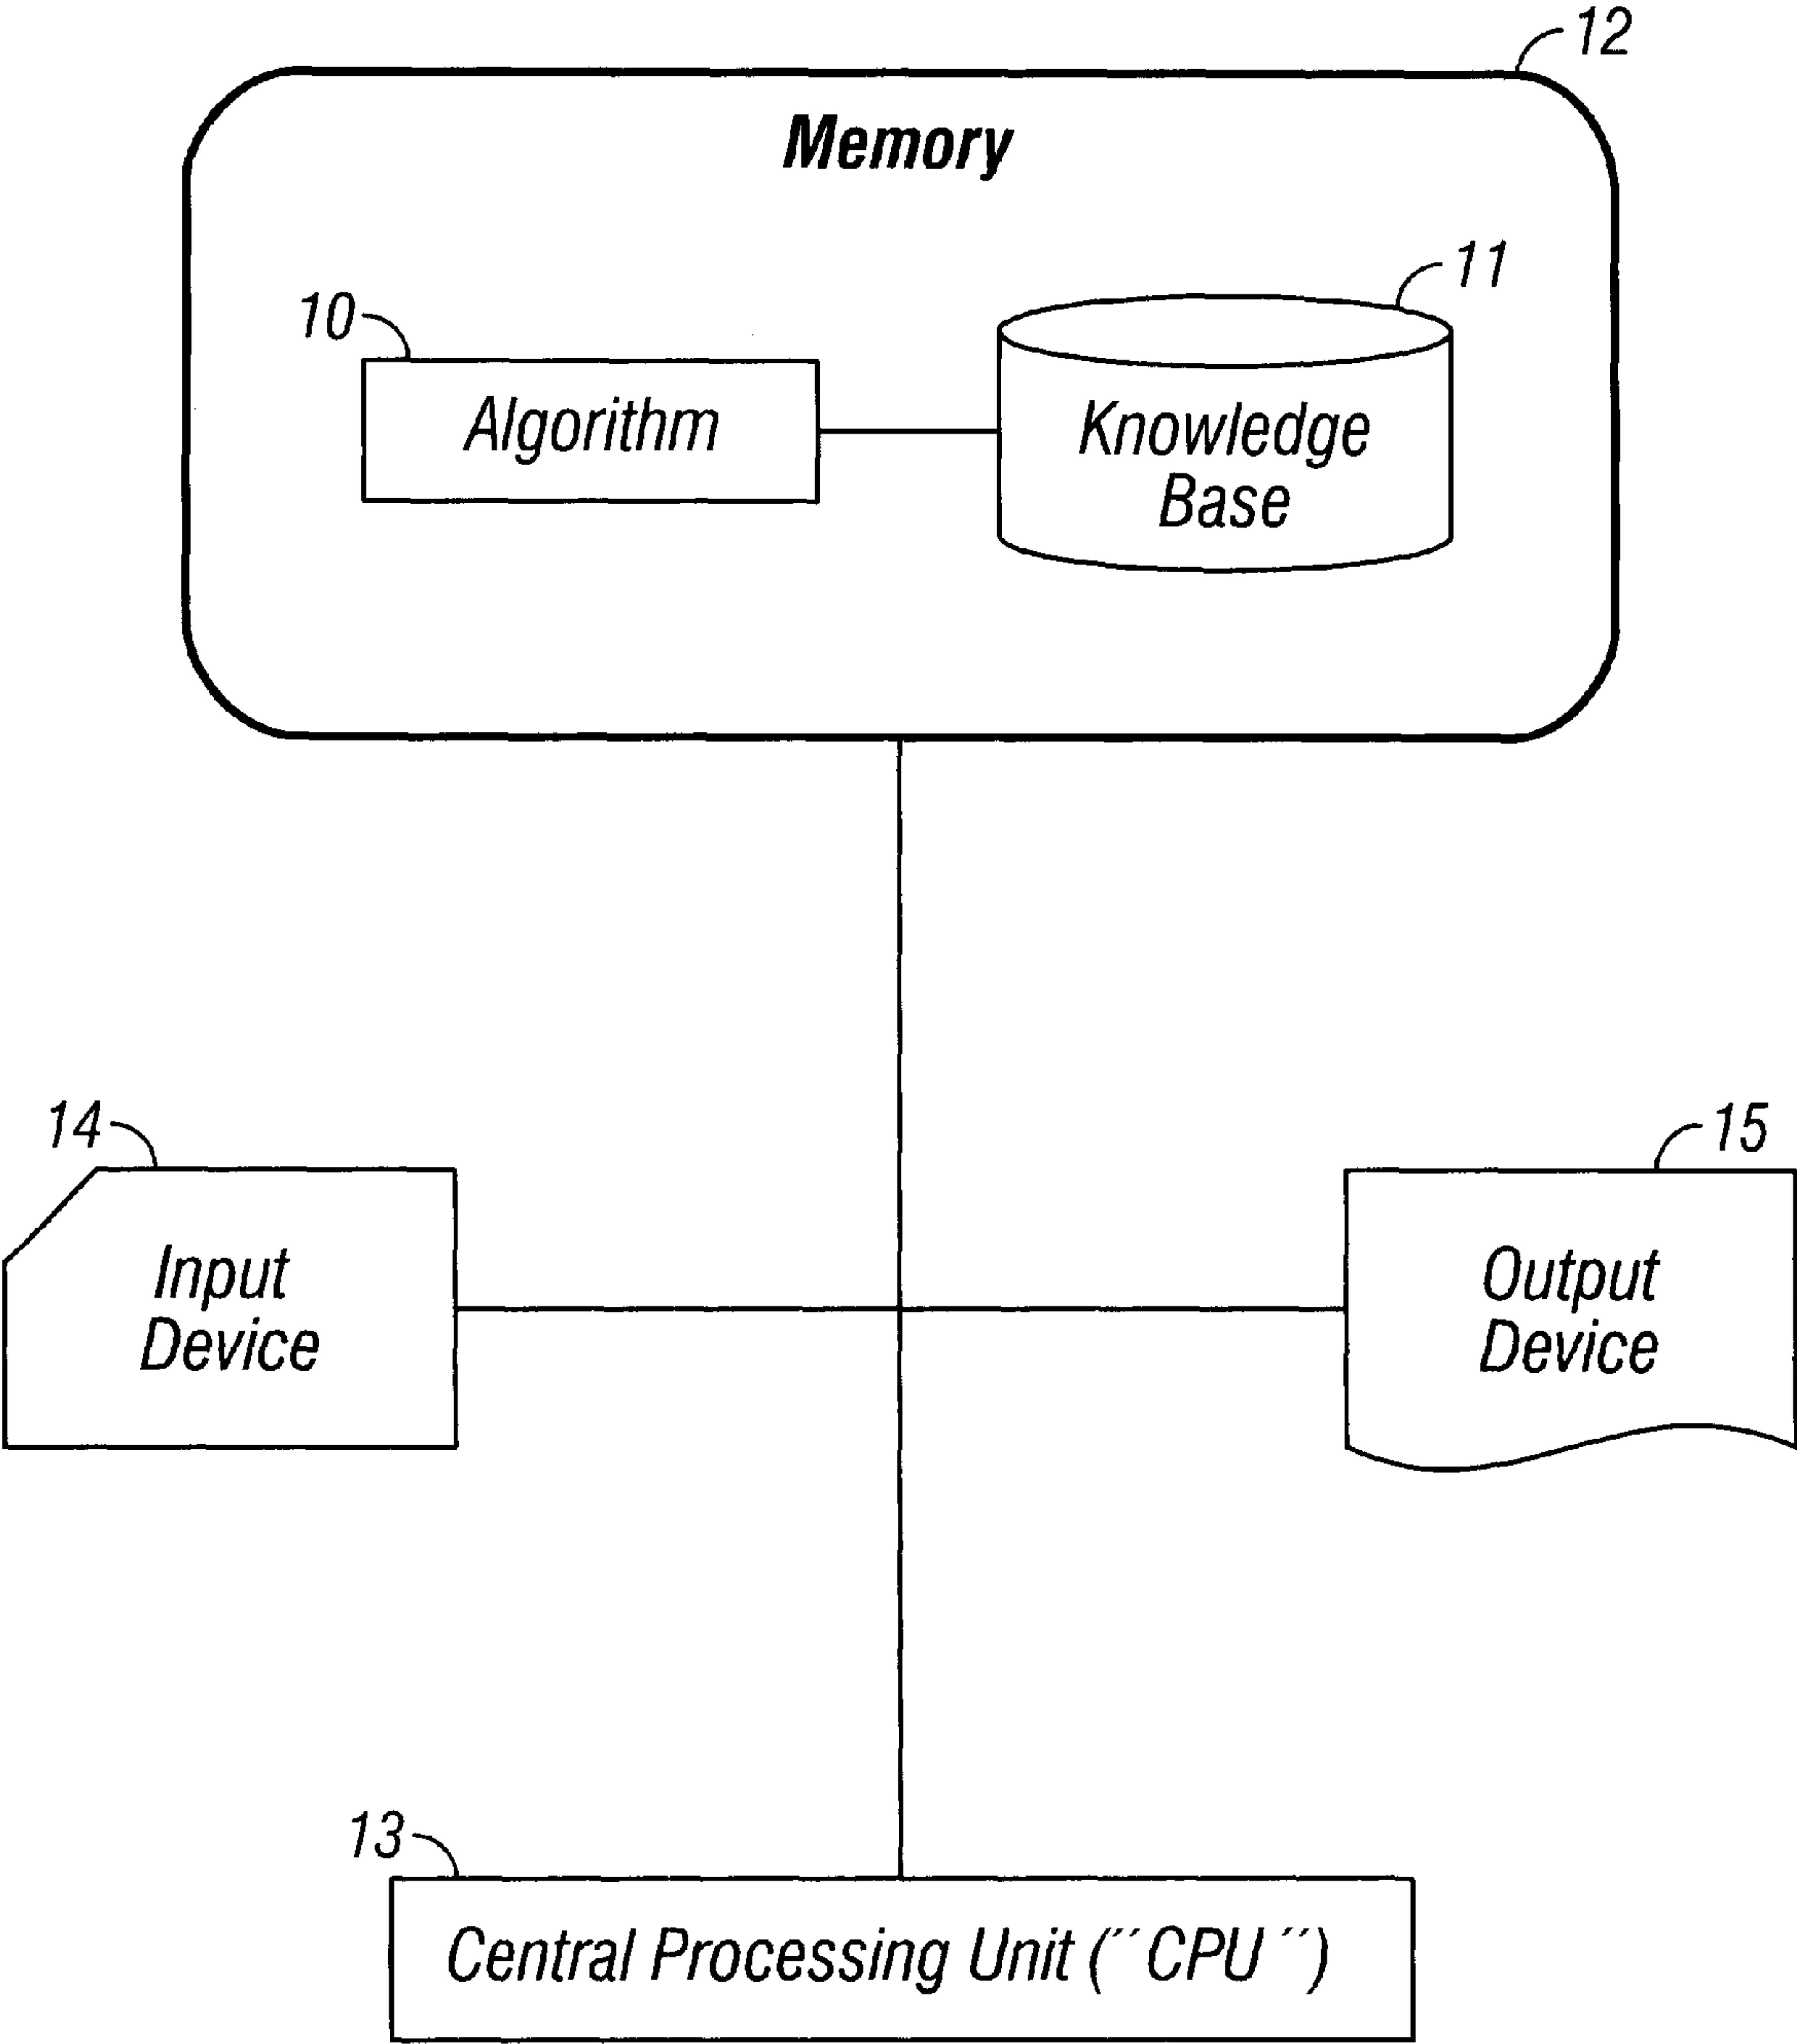 12
Memory
11
10
Algorithm
Knowledge
Base
14
15
Input
Device
Output
Device
13
Central Processing Unit (˝CPU˝)